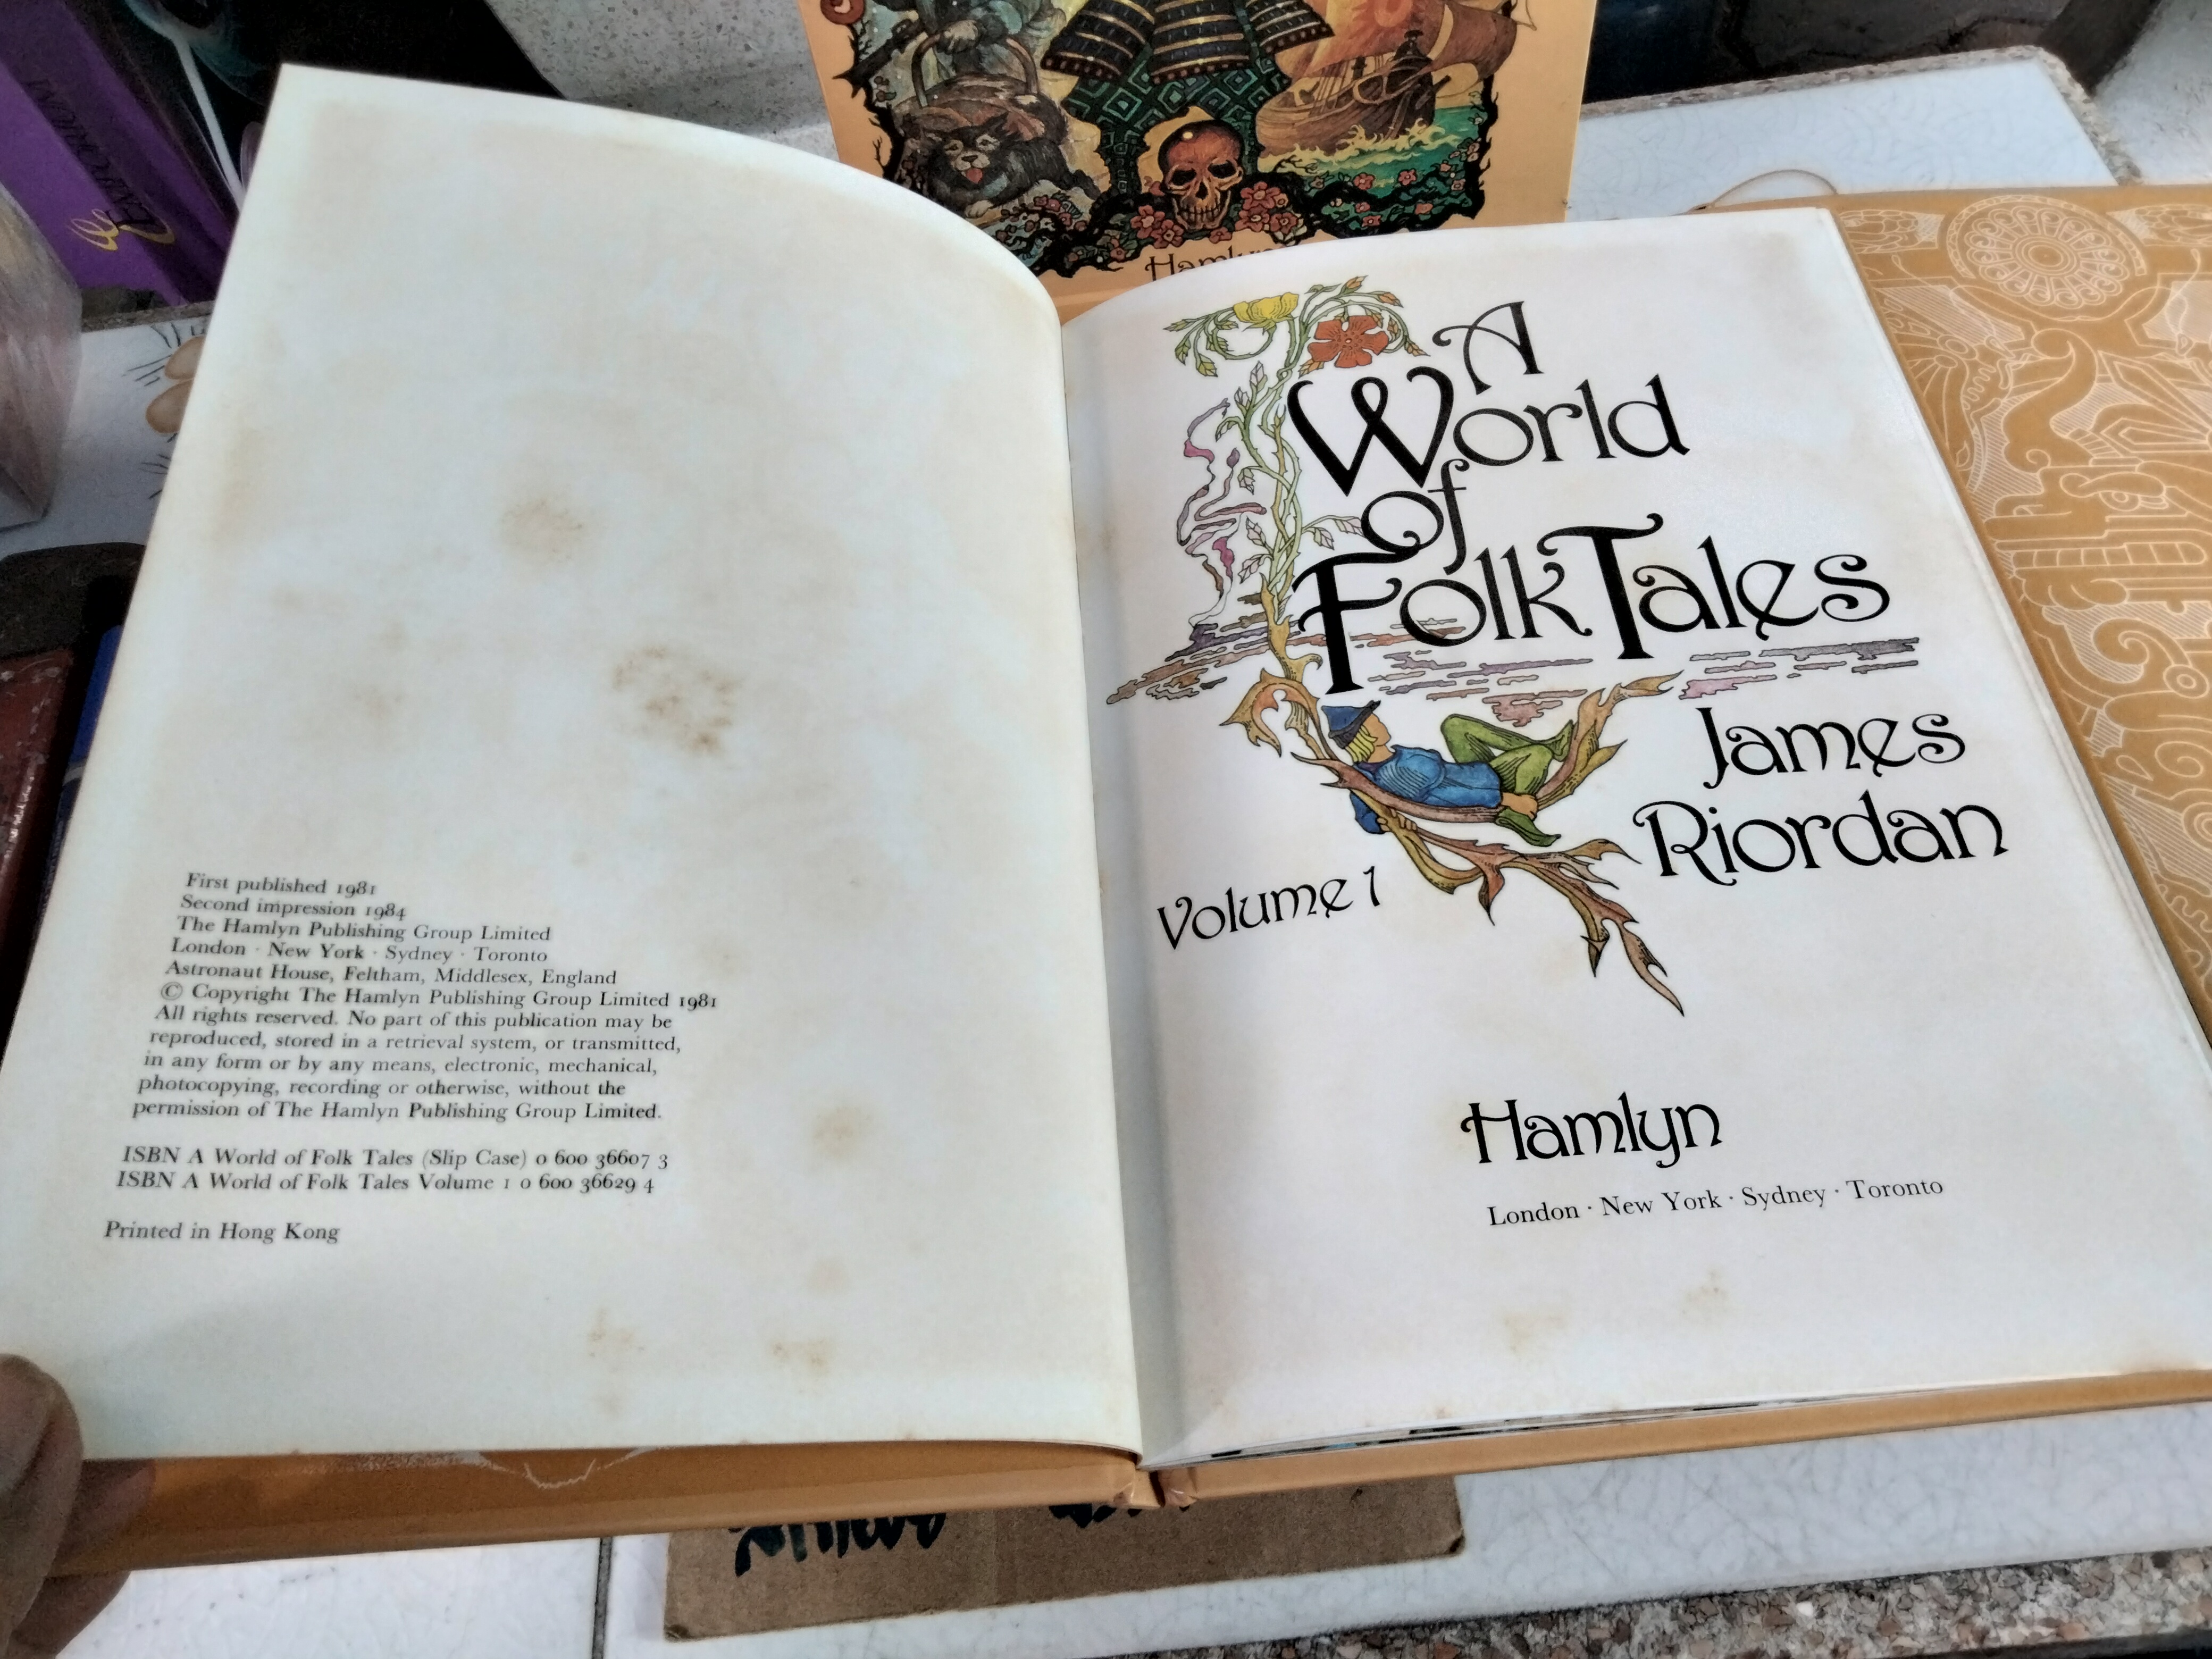 EMPORIUM
Hamlyn
First published 1981
Second impression 1984
The Hamlyn Publishing Group Limited
London · New York · Sydney · Toronto
Astronaut House, Feltham, Middlesex, England
© Copyright The Hamlyn Publishing Group Limited 1981
All rights reserved. No part of this publication may be
reproduced, stored in a retrieval system, or transmitted,
in any form or by any means, electronic, mechanical,
photocopying, recording or otherwise, without the
permission of The Hamlyn Publishing Group Limited.
ISBN A World of Folk Tales (Slip Case) 0 600 36607 3
ISBN A World of Folk Tales Volume 1 0 600 36629 4
Printed in Hong Kong
A
World
of
Folk Tales
James
Riordan
Volume 1
Hamlyn
London · New York · Sydney · Toronto